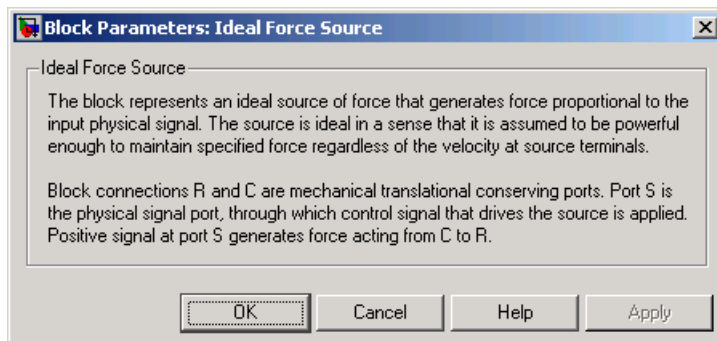 Block Parameters: Ideal Force Source
Ideal Force Source
The block represents an ideal source of force that generates force proportional to the
input physical signal. The source is ideal in a sense that it is assumed to be powerful
enough to maintain specified force regardless of the velocity at source terminals.
Block connections R and C are mechanical translational conserving ports. Port S is
the physical signal port, through which control signal that drives the source is applied.
Positive signal at port S generates force acting from C to R.
OK Cancel Help Apply